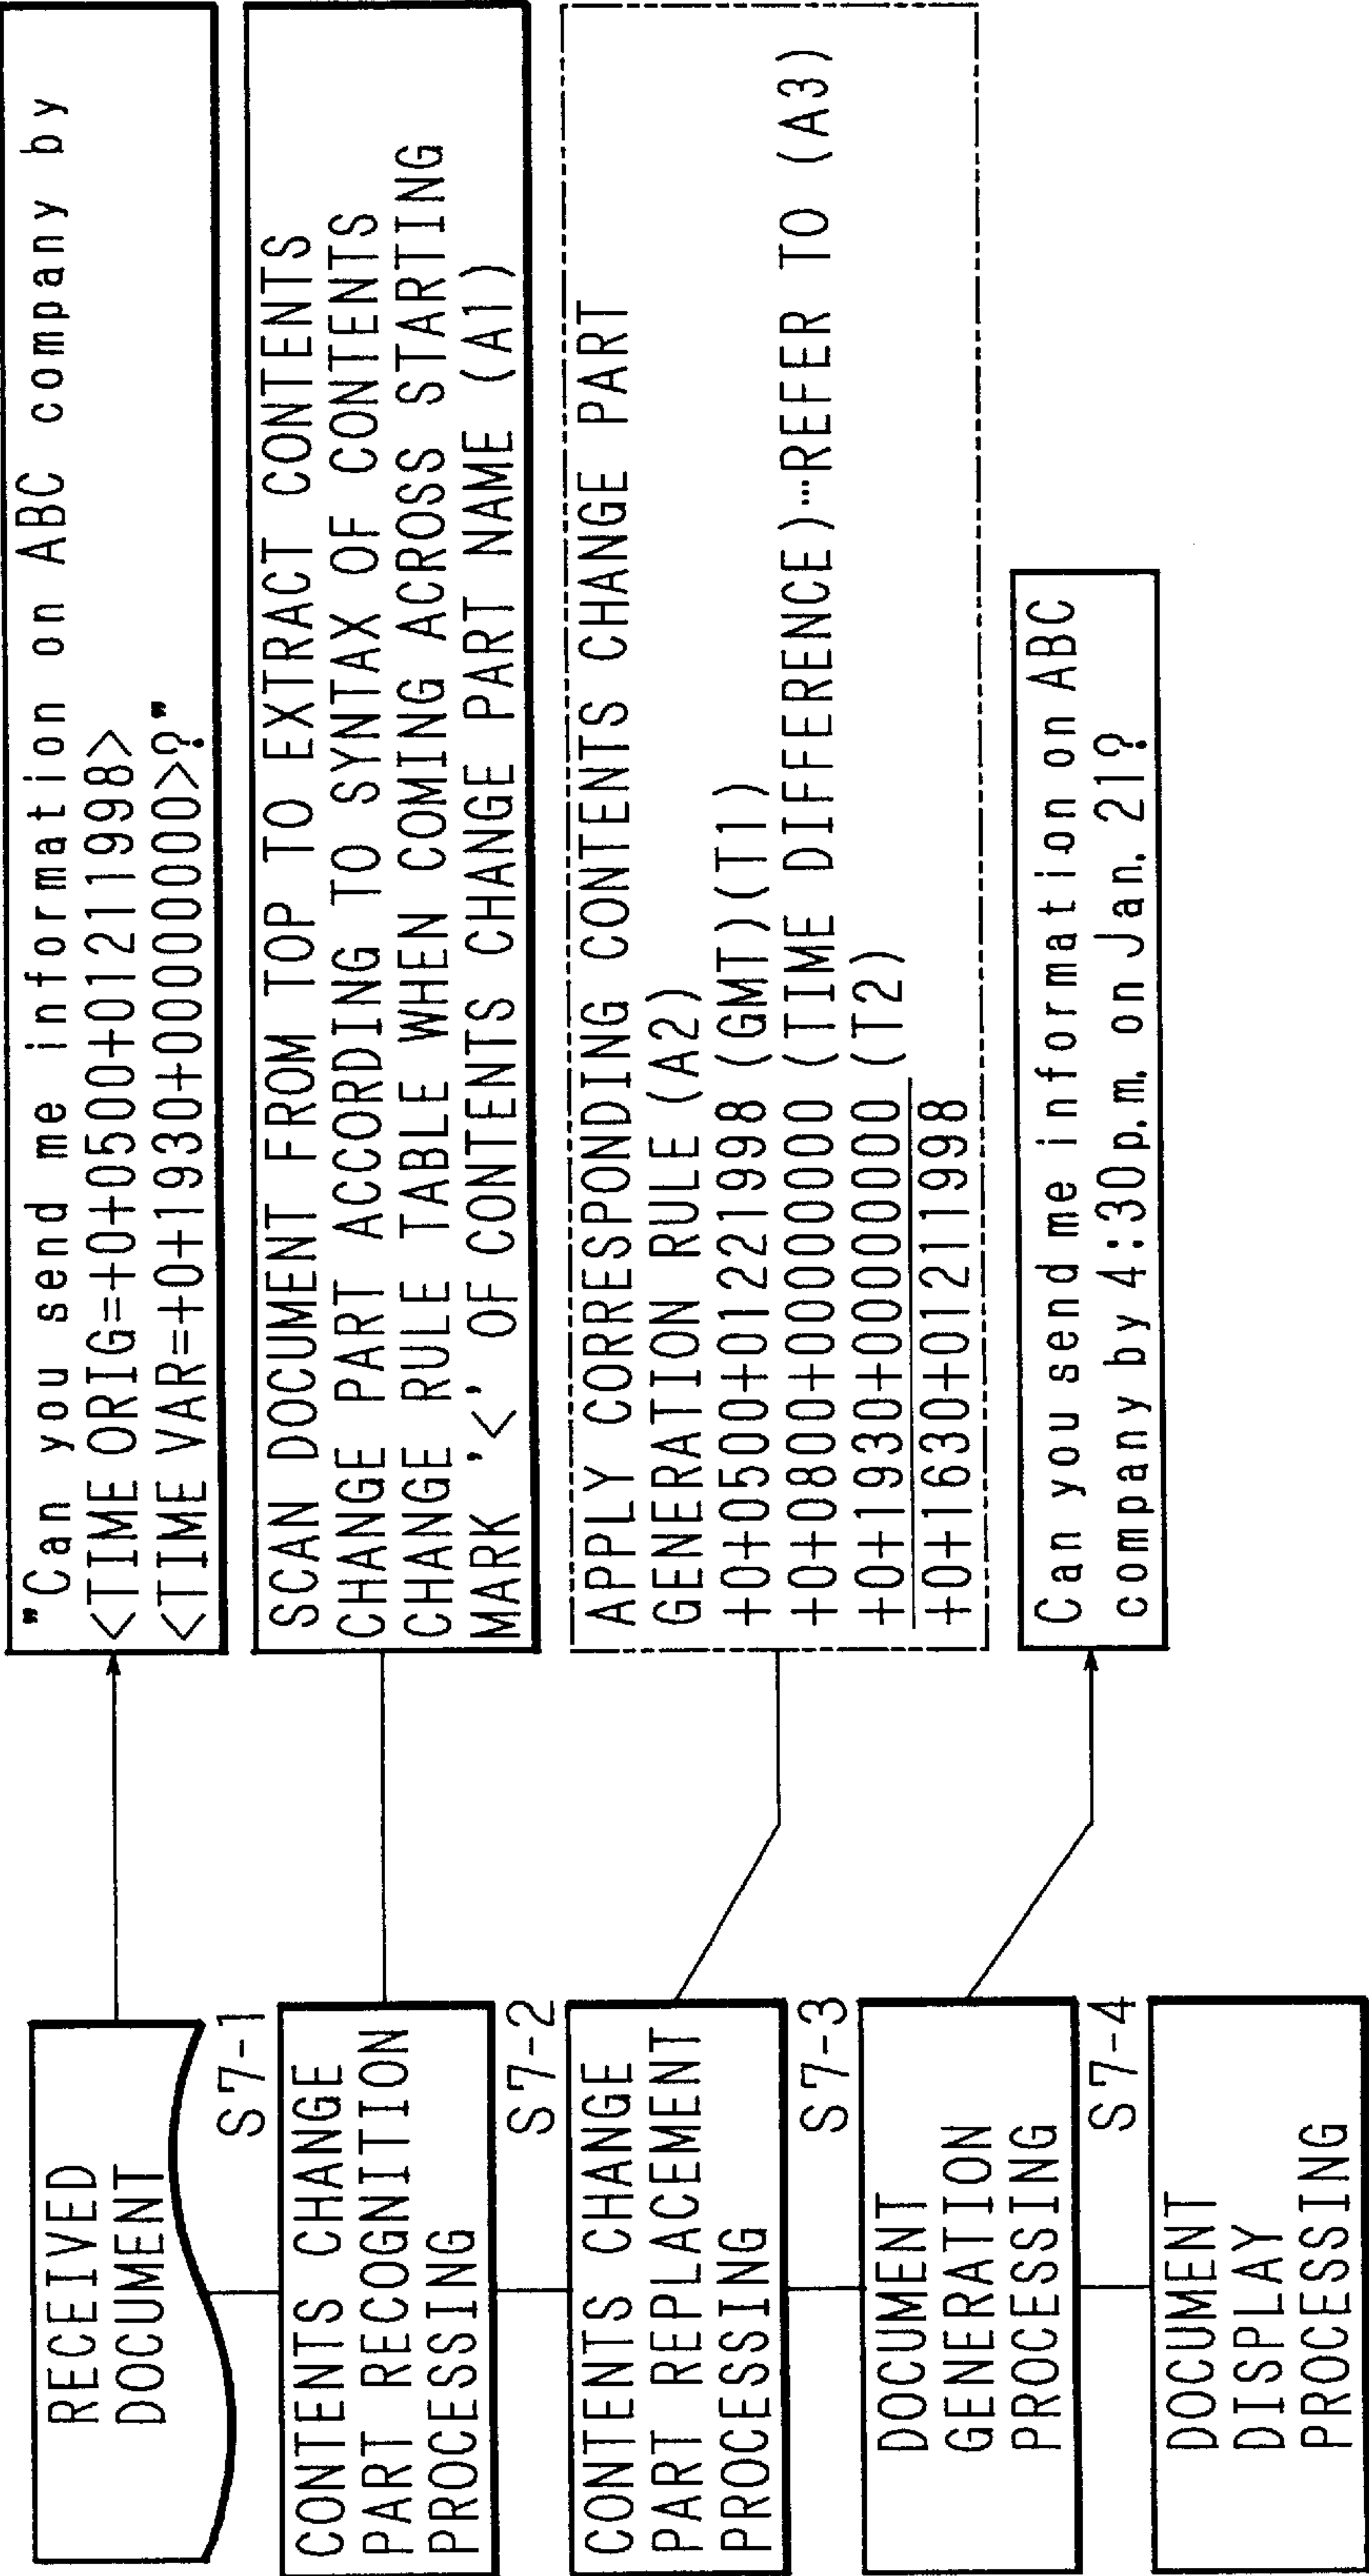 RECEIVED
DOCUMENT
"Can you send me information on ABC company by
<TIME ORIG=+0+0500+01211998>
<TIME VAR=+0+1930+00000000>?"
S7-1
CONTENTS CHANGE
PART RECOGNITION
PROCESSING
SCAN DOCUMENT FROM TOP TO EXTRACT CONTENTS
CHANGE PART ACCORDING TO SYNTAX OF CONTENTS
CHANGE RULE TABLE WHEN COMING ACROSS STARTING
MARK '<' OF CONTENTS CHANGE PART NAME (A1)
S7-2
CONTENTS CHANGE
PART REPLACEMENT
PROCESSING
APPLY CORRESPONDING CONTENTS CHANGE PART
GENERATION RULE (A2)
+0+0500+01221998 (GMT)(T1)
+0+0800+00000000 (TIME DIFFERENCE)…REFER TO (A3)
+0+1930+00000000 (T2)
+0+1630+01211998
S7-3
DOCUMENT
GENERATION
PROCESSING
Can you send me information on ABC
company by 4:30p.m. on Jan. 21?
S7-4
DOCUMENT
DISPLAY
PROCESSING